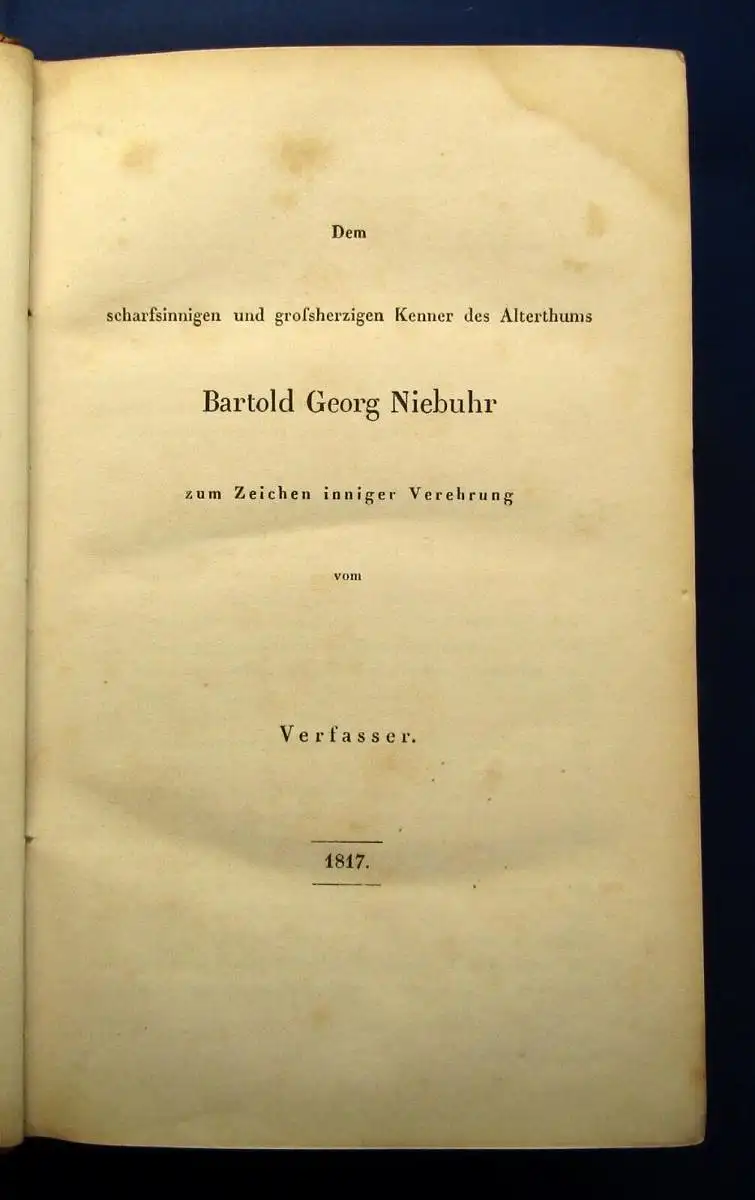 Dem
scharfsinnigen und groſsherzigen Kenner des Alterthums
Bartold Georg Niebuhr
zum Zeichen inniger Verehrung
vom
Verfasser.
1817.